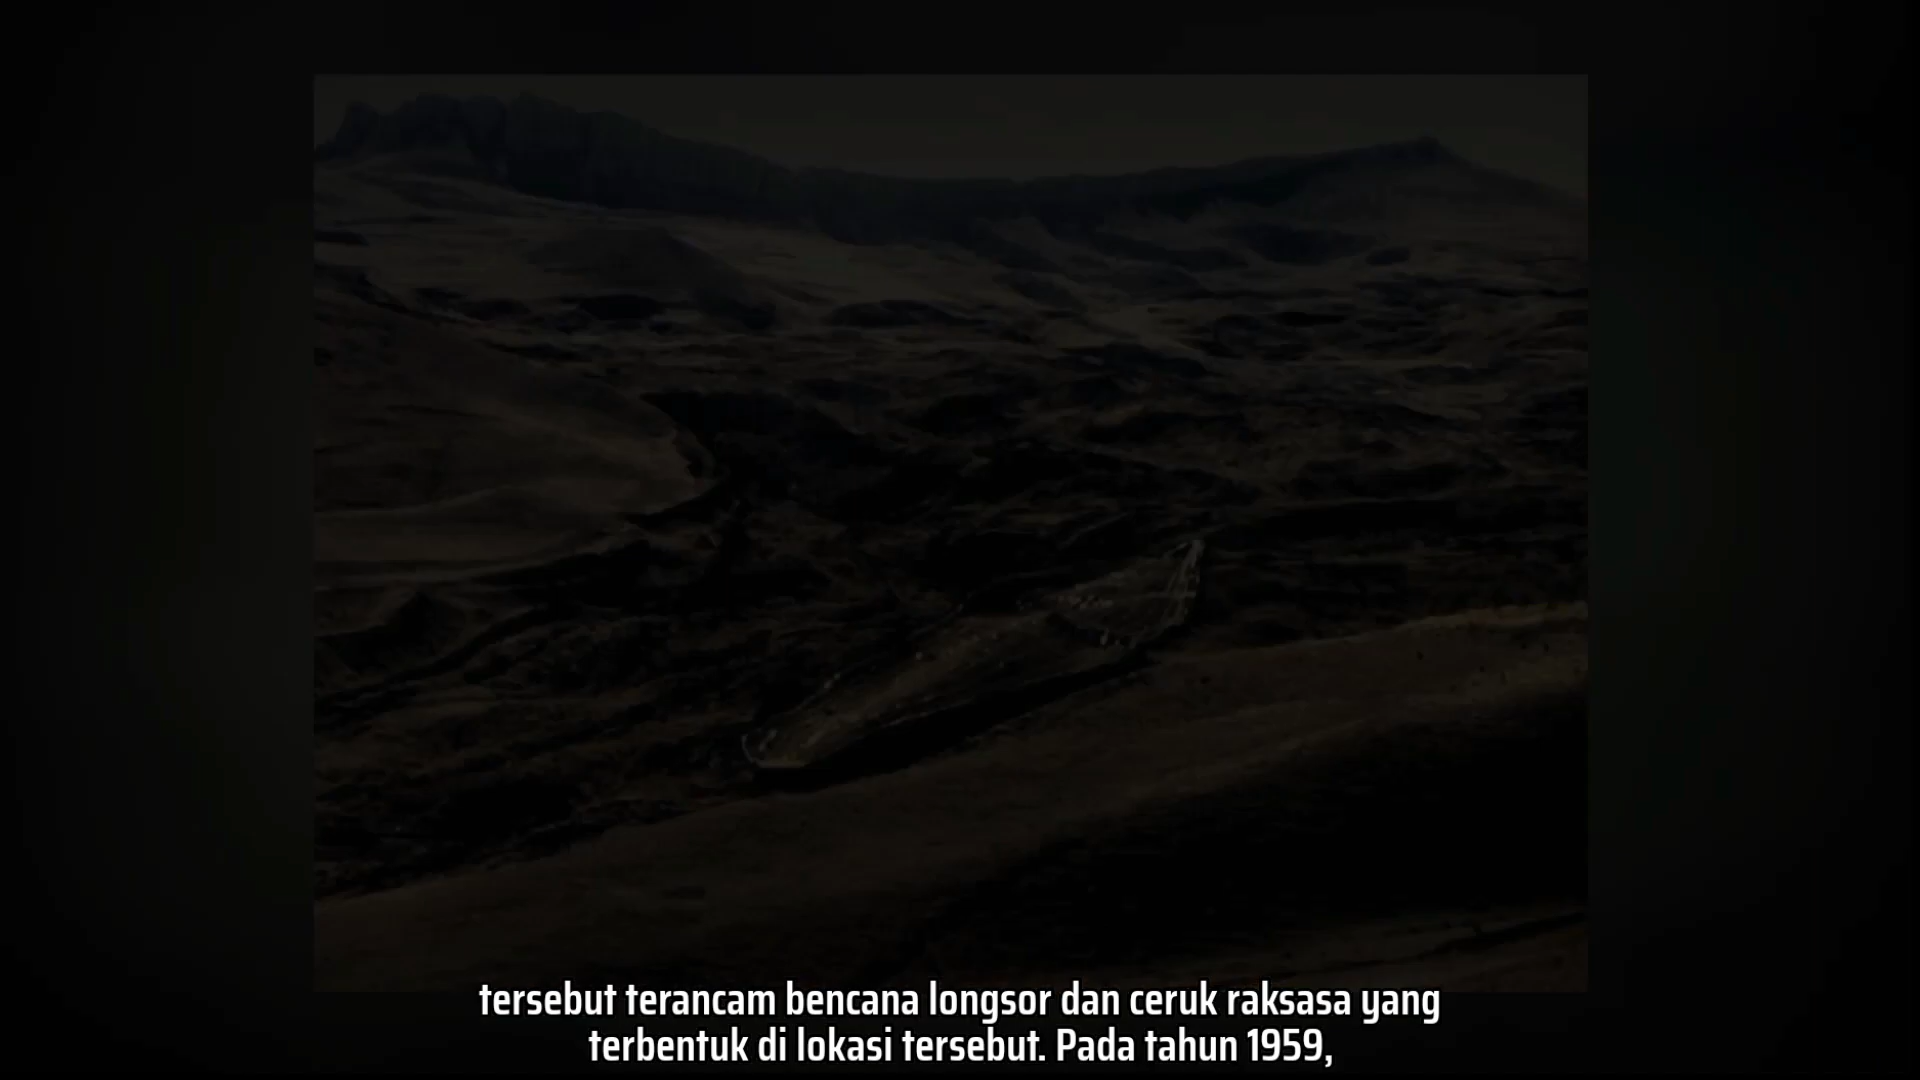 tersebut terancam bencana longsor dan ceruk raksasa yang
terbentuk di lokasi tersebut. Pada tahun 1959,